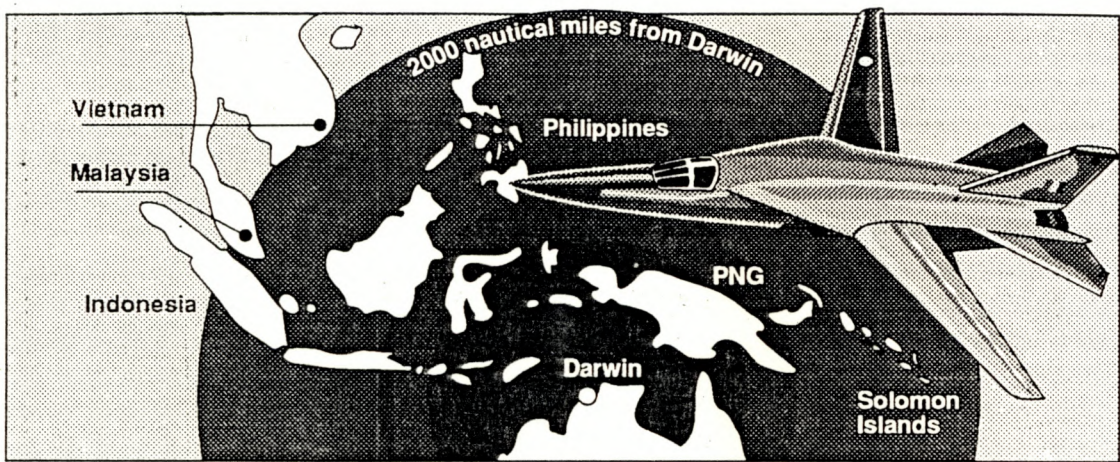 2000 nautical miles from Darwin
Vietnam
Philippines
Malaysia
PNG
Indonesia
Darwin
Solomon
Islands